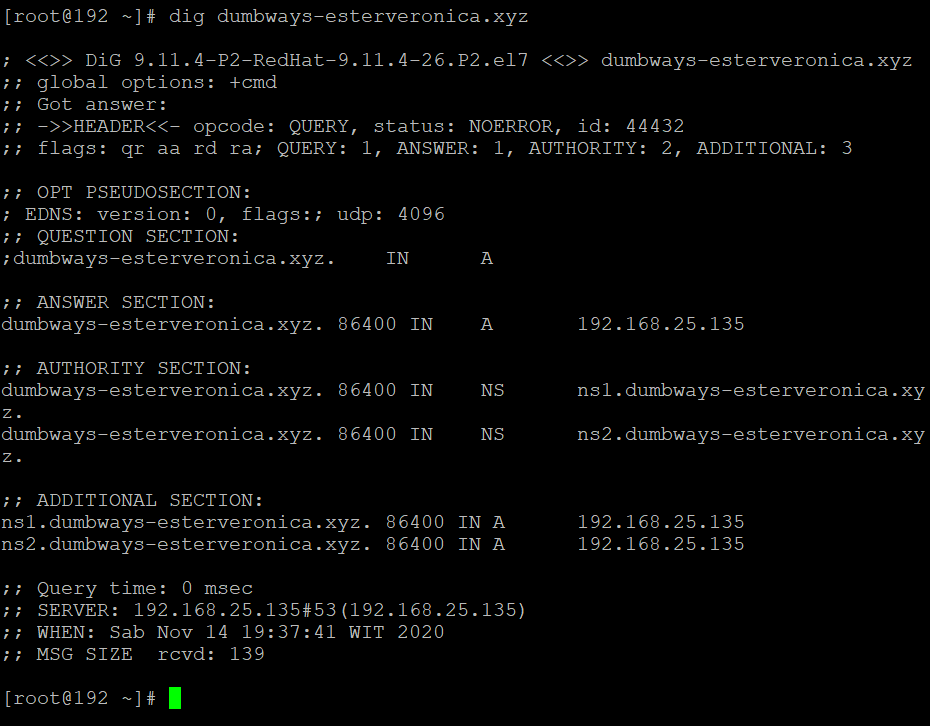 [root@192 ~]# dig dumbways-esterveronica.xyz
; <<>> DiG 9.11.4-P2-RedHat-9.11.4-26.P2.el7 <<>> dumbways-esterveronica.xyz
;; global options: +cmd
;; Got answer:
;; ->>HEADER<<- opcode: QUERY, status: NOERROR, id: 44432
;; flags: qr aa rd ra; QUERY: 1, ANSWER: 1, AUTHORITY: 2, ADDITIONAL: 3
;; OPT PSEUDOSECTION:
; EDNS: version: 0, flags:; udp: 4096
;; QUESTION SECTION:
;dumbways-esterveronica.xyz.    IN      A
;; ANSWER SECTION:
dumbways-esterveronica.xyz. 86400 IN    A       192.168.25.135
;; AUTHORITY SECTION:
dumbways-esterveronica.xyz. 86400 IN    NS      ns1.dumbways-esterveronica.xy
z.
dumbways-esterveronica.xyz. 86400 IN    NS      ns2.dumbways-esterveronica.xy
z.
;; ADDITIONAL SECTION:
ns1.dumbways-esterveronica.xyz. 86400 IN A      192.168.25.135
ns2.dumbways-esterveronica.xyz. 86400 IN A      192.168.25.135
;; Query time: 0 msec
;; SERVER: 192.168.25.135#53(192.168.25.135)
;; WHEN: Sab Nov 14 19:37:41 WIT 2020
;; MSG SIZE  rcvd: 139
[root@192 ~]#